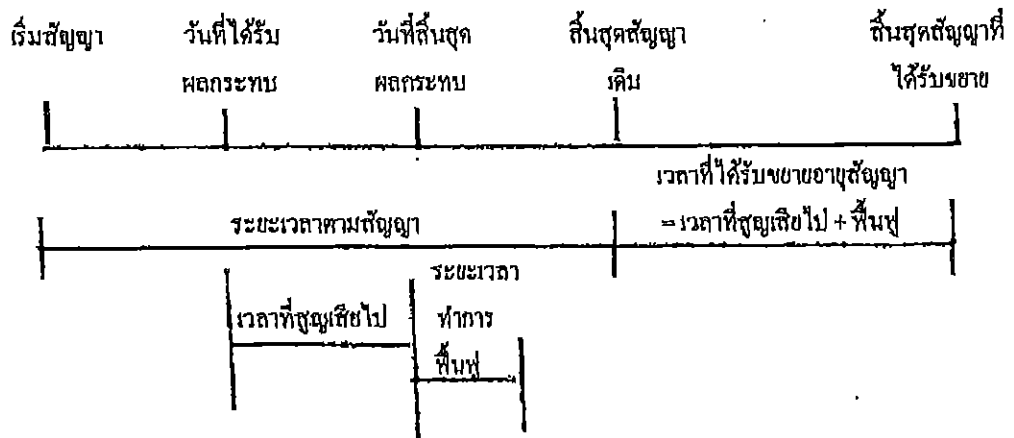 เริ่มสัญญา วันที่ได้รับ วันที่สิ้นสุด สิ้นสุดสัญญา สิ้นสุดสัญญาที่
ผลกระทบ ผลกระทบ เดิม ได้รับขยาย
เวลาที่ได้รับขยายอายุสัญญา
ระยะเวลาตามสัญญา =เวลาที่สูญเสียไป + ฟื้นฟู
ระยะเวลา
เวลาที่สูญเสียไป ทำการ
ฟื้นฟู